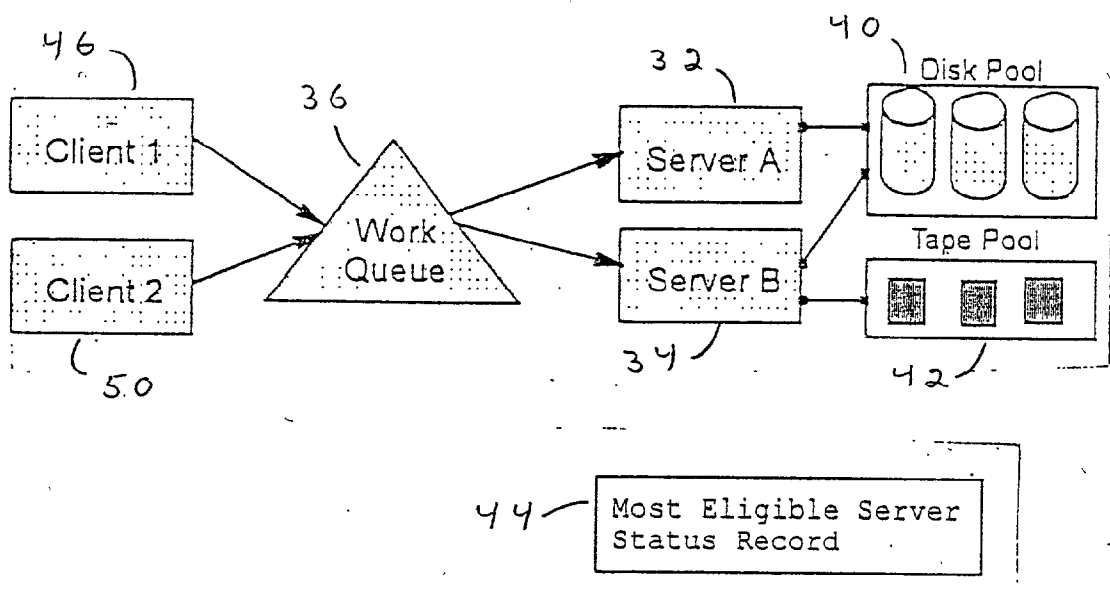 46
Client 1
36
Work
Queue
32
Server A
40
Disk Pool
Client 2
50
Server B
34
Tape Pool
42
44
Most Eligible Server
Status Record